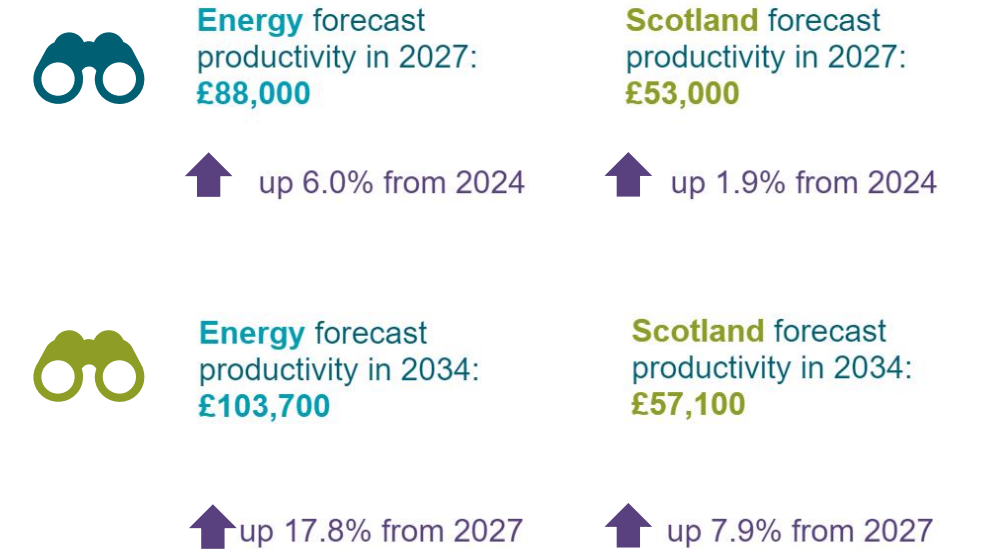 Energy forecast
productivity in 2027:
£88,000
up 6.0% from 2024
Scotland forecast
productivity in 2027:
£53,000
up 1.9% from 2024
Energy forecast
productivity in 2034:
£103,700
up 17.8% from 2027
Scotland forecast
productivity in 2034:
£57,100
up 7.9% from 2027